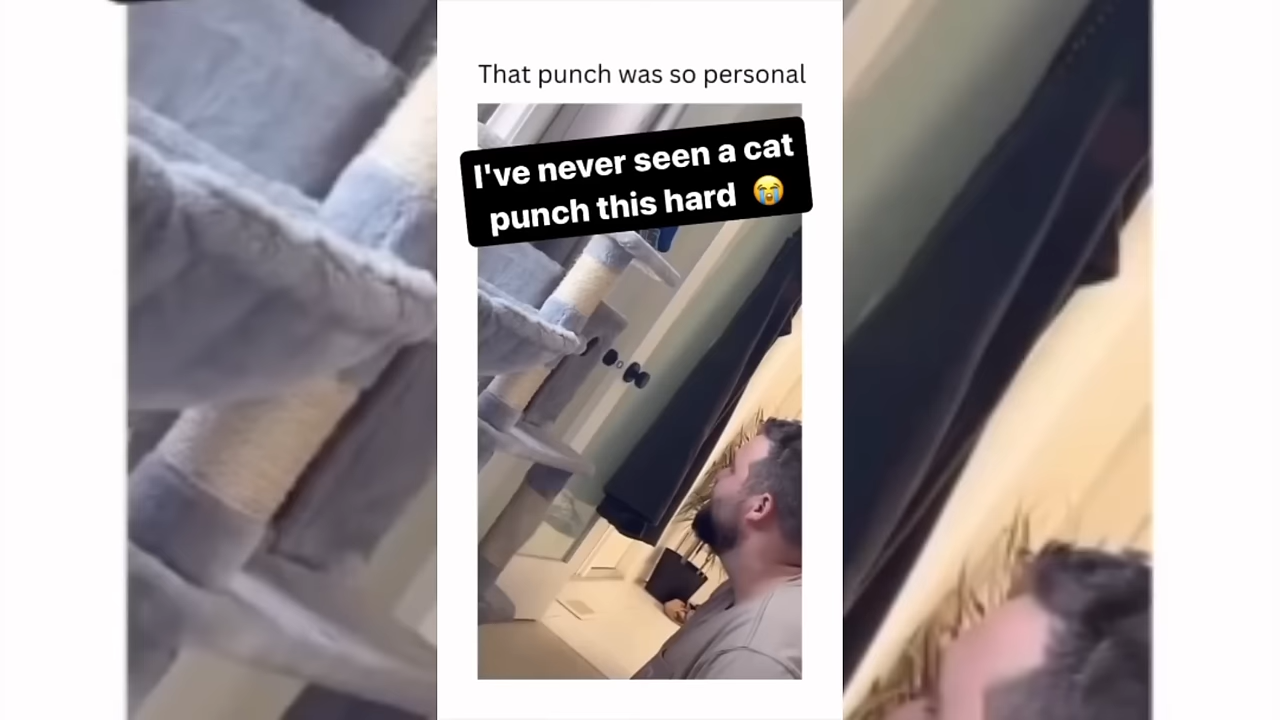 That punch was so personal
I've never seen a cat
punch this hard 😭